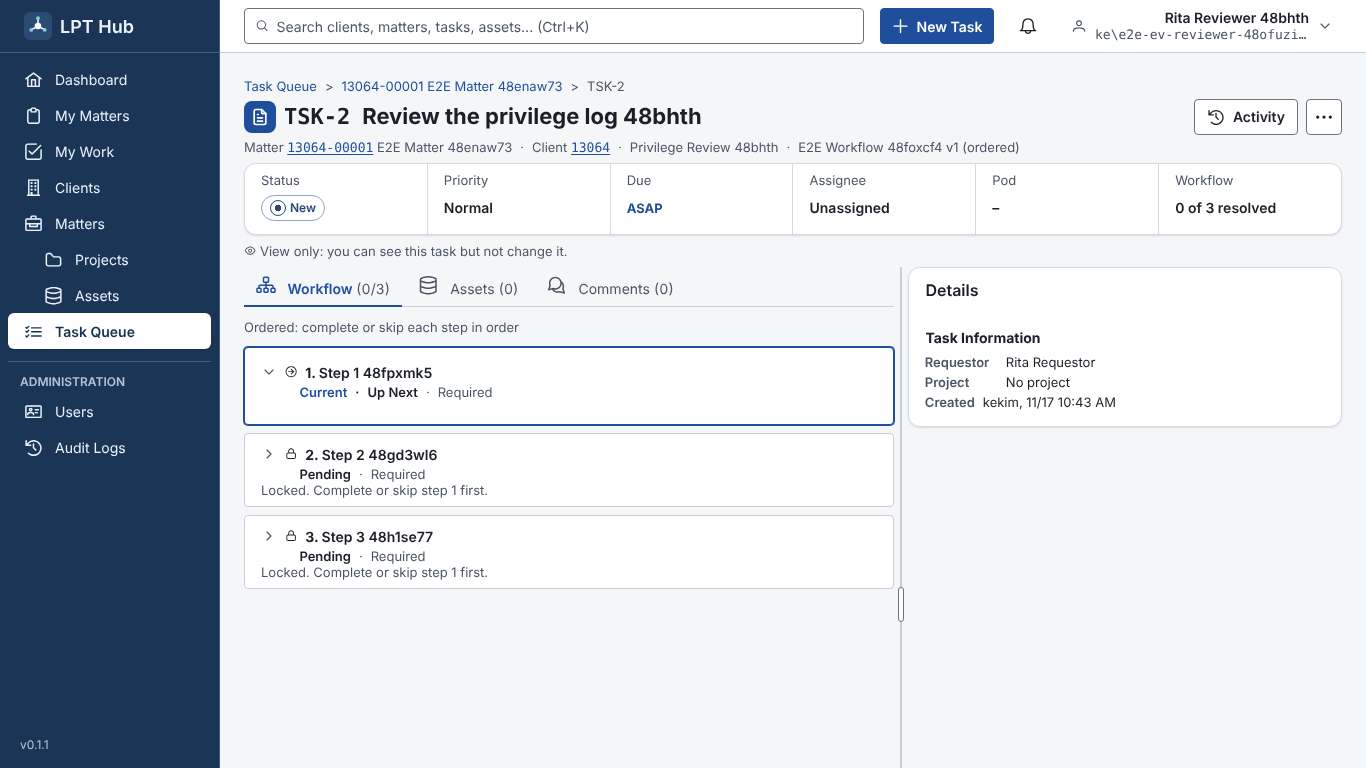 LPT Hub
Search clients, matters, tasks, assets... (Ctrl+K)
New Task
Rita Reviewer 48bhth
ke\e2e-ev-reviewer-48ofuzi…
Dashboard
My Matters
My Work
Clients
Matters
Projects
Assets
Task Queue
ADMINISTRATION
Users
Audit Logs
v0.1.1
Task Queue > 13064-00001 E2E Matter 48enaw73 > TSK-2
TSK-2 Review the privilege log 48bhth
Activity
Matter 13064-00001 E2E Matter 48enaw73 · Client 13064 · Privilege Review 48bhth · E2E Workflow 48foxcf4 v1 (ordered)
Status
New
Priority
Normal
Due
ASAP
Assignee
Unassigned
Pod
–
Workflow
0 of 3 resolved
View only: you can see this task but not change it.
Workflow (0/3)
Assets (0)
Comments (0)
Ordered: complete or skip each step in order
1. Step 1 48fpxmk5
Current · Up Next · Required
2. Step 2 48gd3wl6
Pending · Required
Locked. Complete or skip step 1 first.
3. Step 3 48h1se77
Pending · Required
Locked. Complete or skip step 1 first.
Details
Task Information
Requestor Rita Requestor
Project No project
Created kekim, 11/17 10:43 AM